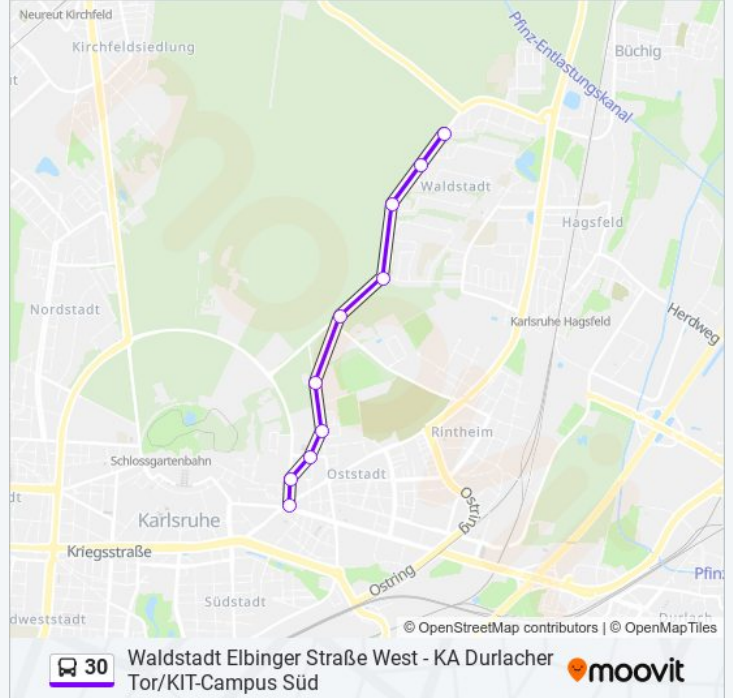 Neureut Kirchfeld
Kirchfeldsiedlung
Pfinz-Entlastungskanal
Büchig
Waldstadt
Hagsfeld
Nordstadt
Karlsruhe Hagsfeld
Herdweg
Rintheim
Schlossgartenbahn
Oststadt
Ostring
Karlsruhe
Kriegsstraße
Ostring
Pfinz
Südstadt
dweststadt
© OpenStreetMap contributors | © OpenMapTiles
30
Waldstadt Elbinger Straße West - KA Durlacher
Tor/KIT-Campus Süd
moovit